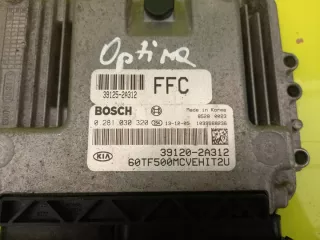 Optima
39125-2A312
FFC
BOSCH
Made in Korea
0 281 030 320
13-10-05
KIA
39120-2A312
60TF500MCVEHIT2U